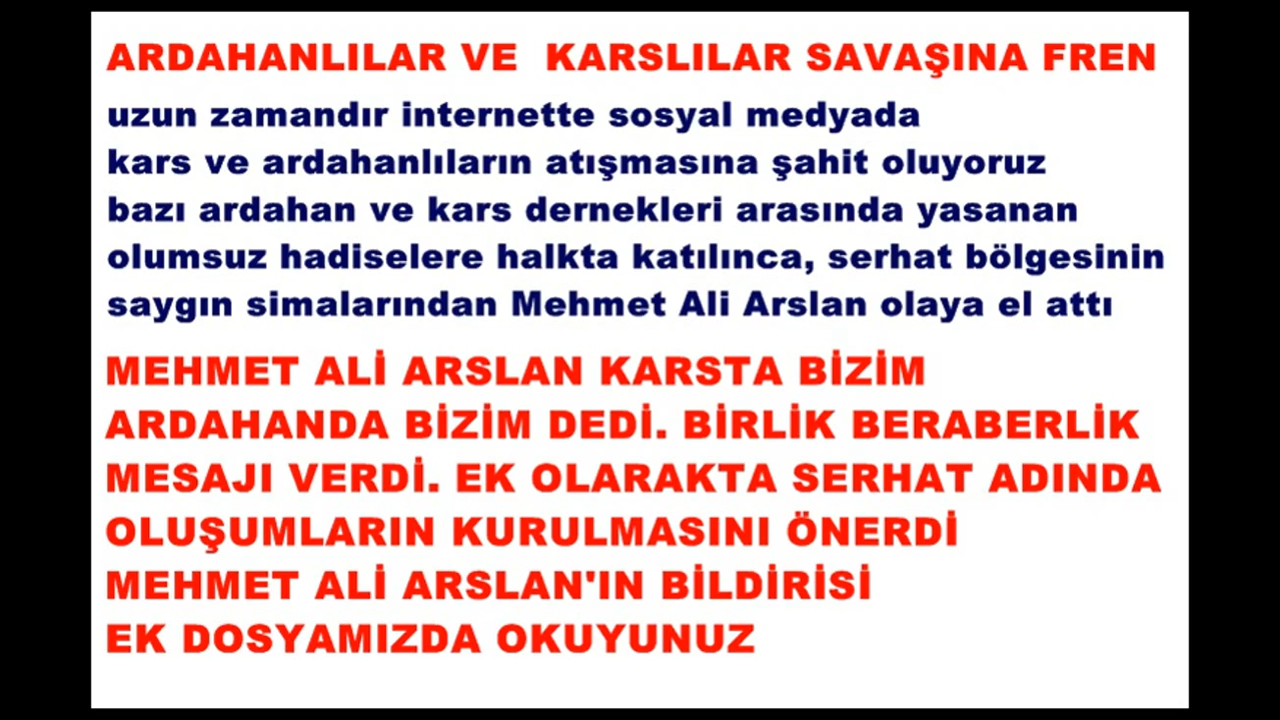 ARDAHANLILAR VE KARSLILAR SAVAŞINA FREN
uzun zamandır internette sosyal medyada
kars ve ardahanlıların atışmasına şahit oluyoruz
bazı ardahan ve kars dernekleri arasında yasanan
olumsuz hadiselere halkta katılınca, serhat bölgesinin
saygın simalarından Mehmet Ali Arslan olaya el attı
MEHMET ALİ ARSLAN KARSTA BİZİM
ARDAHANDA BİZİM DEDİ. BİRLİK BERABERLİK
MESAJI VERDİ. EK OLARAKTA SERHAT ADINDA
OLUŞUMLARIN KURULMASINI ÖNERDİ
MEHMET ALİ ARSLAN'IN BİLDİRİSİ
EK DOSYAMIZDA OKUYUNUZ